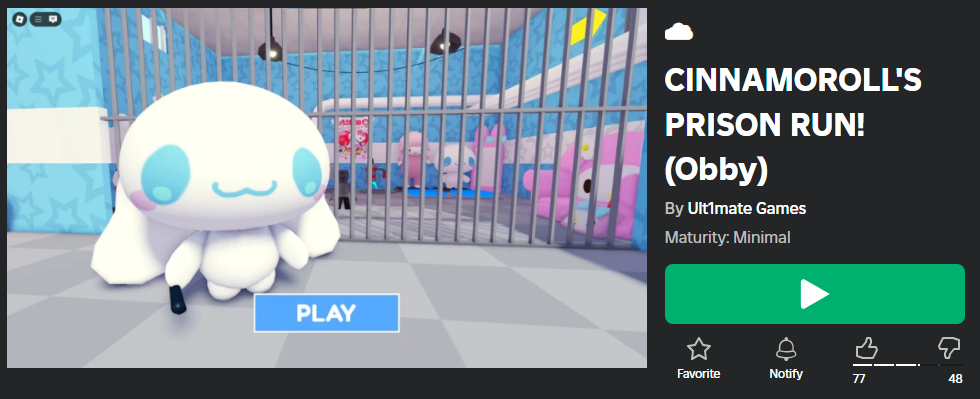 PLAY
CINNAMOROLL'S
PRISON RUN!
(Obby)
By Ult1mate Games
Maturity: Minimal
Favorite
Notify
77
48